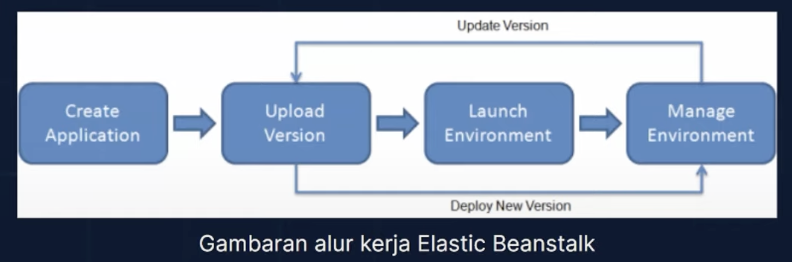 Update Version
Create
Application
Upload
Version
Launch
Environment
Manage
Environment
Deploy New Version
Gambaran alur kerja Elastic Beanstalk